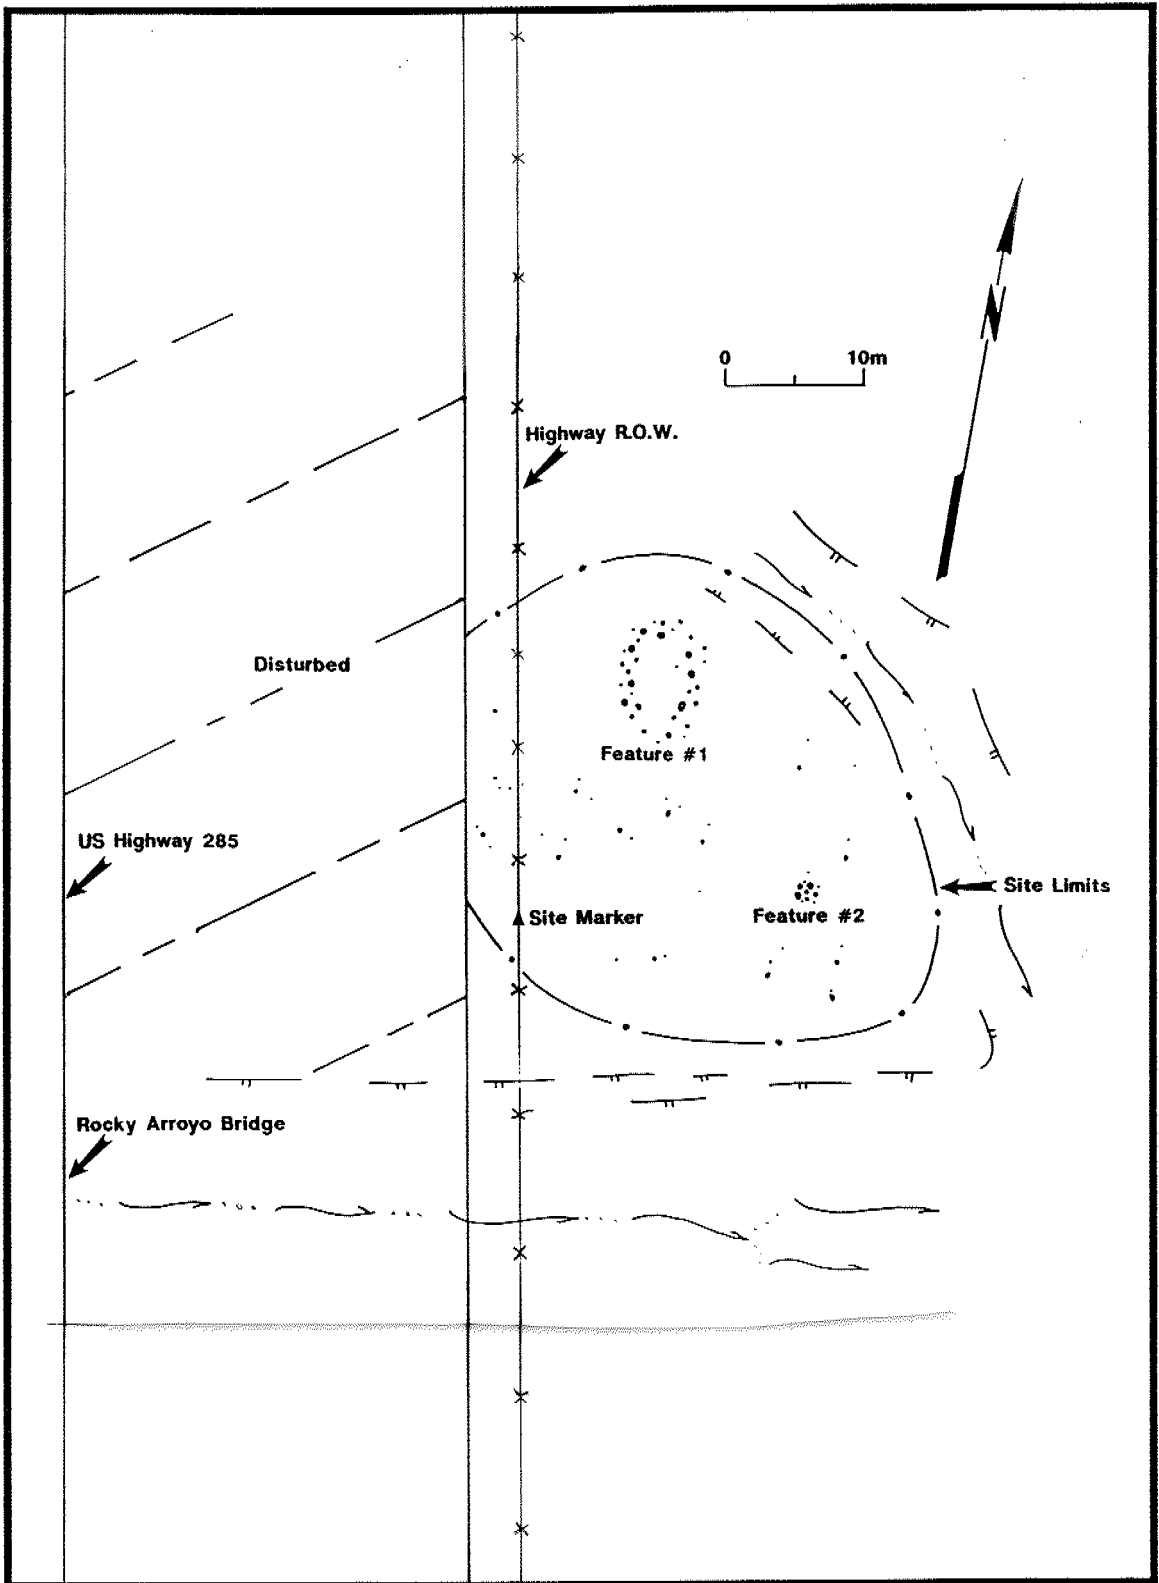 N
0 10m
Highway R.O.W.
Disturbed
Feature #1
US Highway 285
Site Limits
Site Marker
Feature #2
Rocky Arroyo Bridge